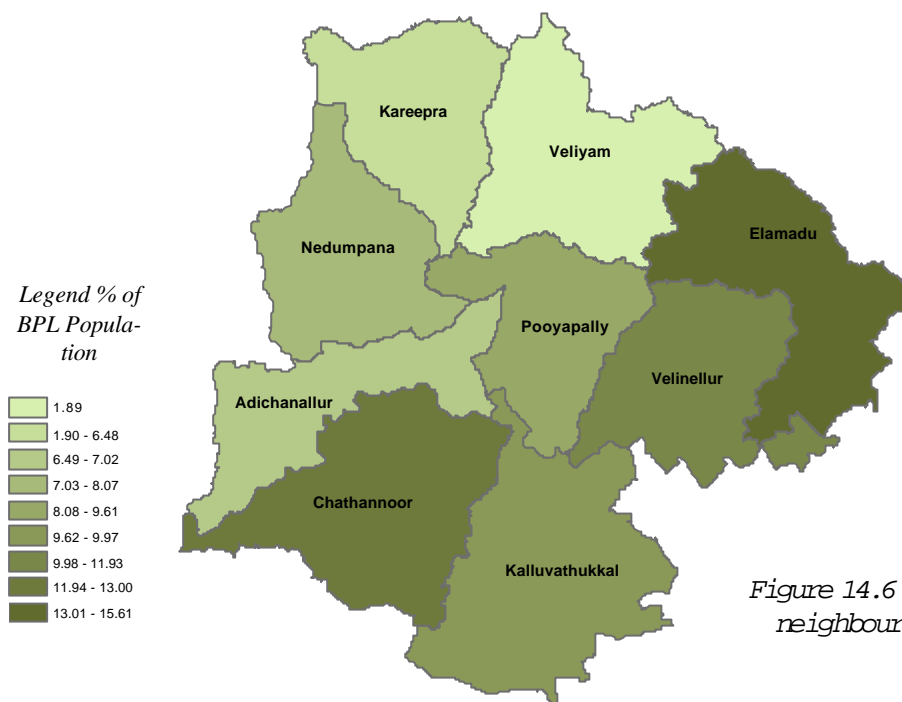 Kareepra
Veliyam
Elamadu
Nedumpana
Pooyapally
Velinellur
Adichanallur
Chathannoor
Kalluvathukkal
Legend % of
BPL Popula-
tion
1.89
1.90 - 6.48
6.49 - 7.02
7.03 - 8.07
8.08 - 9.61
9.62 - 9.97
9.98 - 11.93
11.94 - 13.00
13.01 - 15.61
Figure 14.6
neighbour